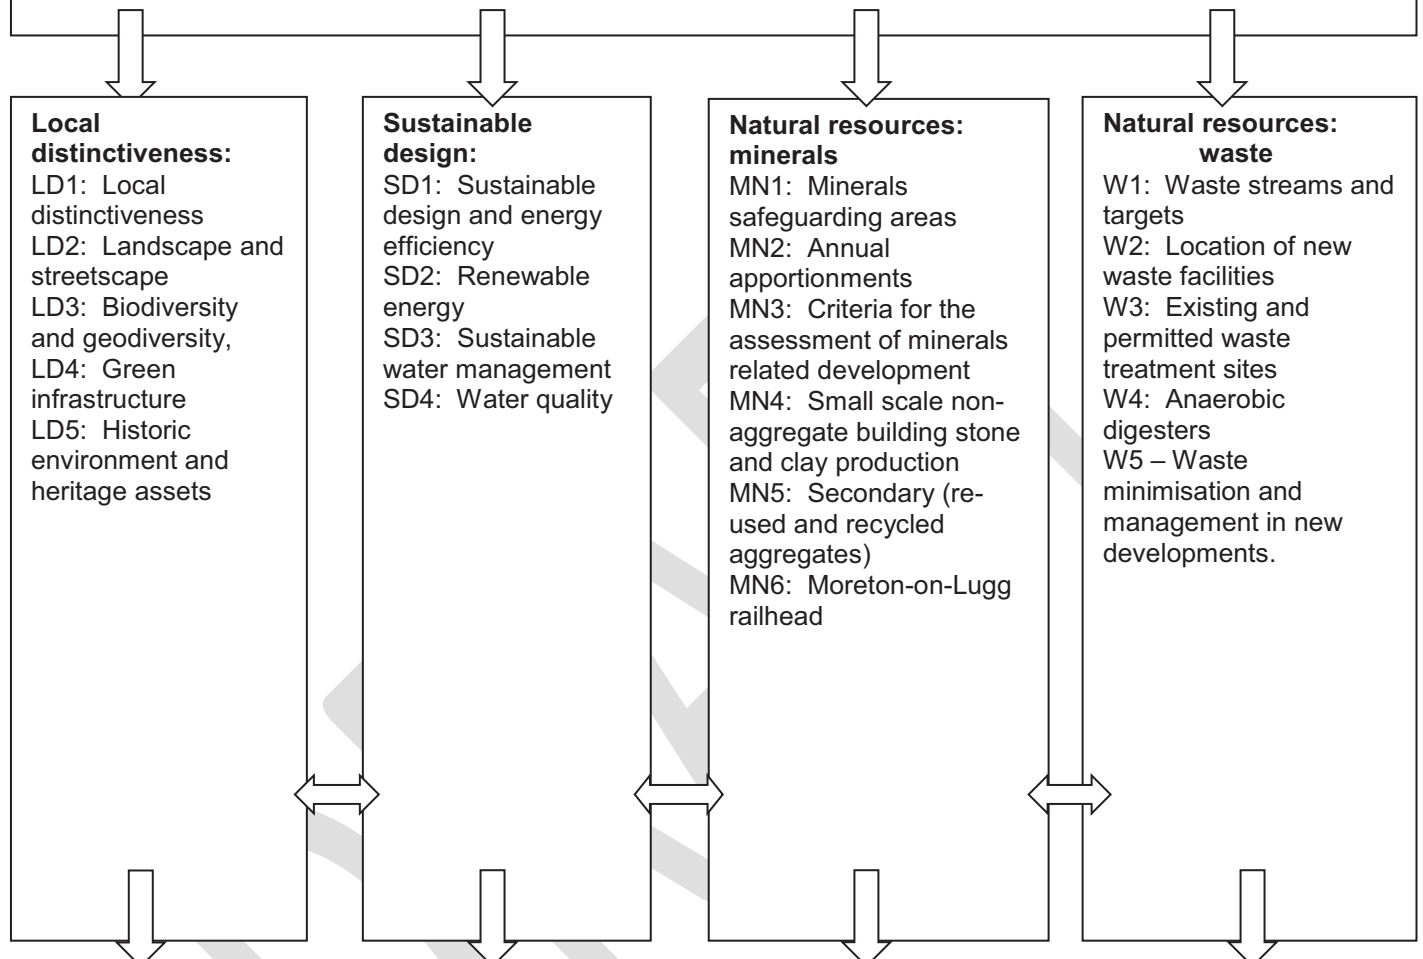 Local
distinctiveness:
LD1:  Local
distinctiveness
LD2:  Landscape and
streetscape
LD3:  Biodiversity
and geodiversity,
LD4:  Green
infrastructure
LD5:  Historic
environment and
heritage assets
Sustainable
design:
SD1:  Sustainable
design and energy
efficiency
SD2:  Renewable
energy
SD3:  Sustainable
water management
SD4:  Water quality
Natural resources:
minerals
MN1:  Minerals
safeguarding areas
MN2:  Annual
apportionments
MN3:  Criteria for the
assessment of minerals
related development
MN4:  Small scale non-
aggregate building stone
and clay production
MN5:  Secondary (re-
used and recycled
aggregates)
MN6:  Moreton-on-Lugg
railhead
Natural resources:
waste
W1:  Waste streams and
targets
W2:  Location of new
waste facilities
W3:  Existing and
permitted waste
treatment sites
W4:  Anaerobic
digesters
W5 – Waste
minimisation and
management in new
developments.